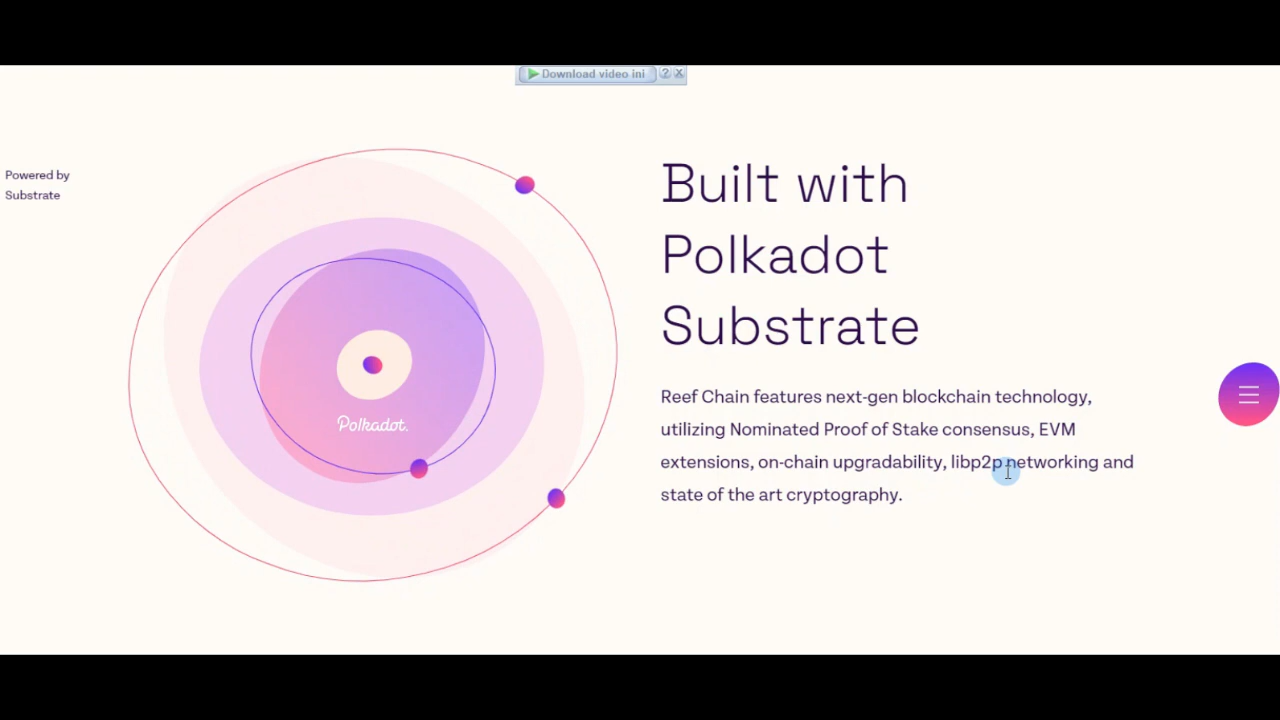 Download video ini ? X
Powered by
Substrate
Polkadot.
Built with
Polkadot
Substrate
Reef Chain features next-gen blockchain technology,
utilizing Nominated Proof of Stake consensus, EVM
extensions, on-chain upgradability, libp2p networking and
state of the art cryptography.